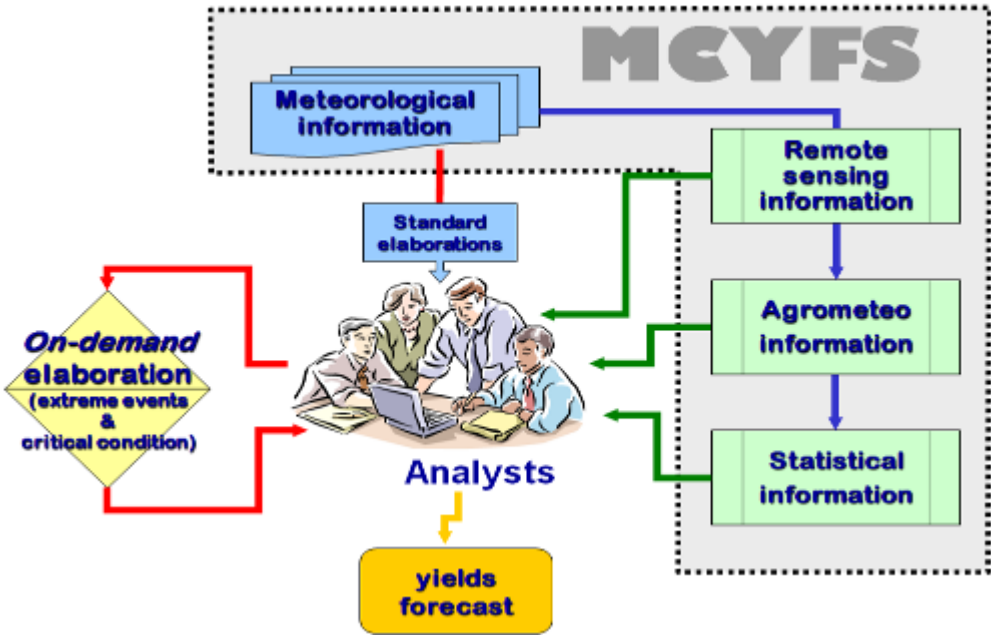 MCYFS
Meteorological
information
Remote
sensing
information
Standard
elaborations
Agrometeo
information
On-demand
elaboration
(extreme events
&
critical condition)
Statistical
information
Analysts
yields
forecast